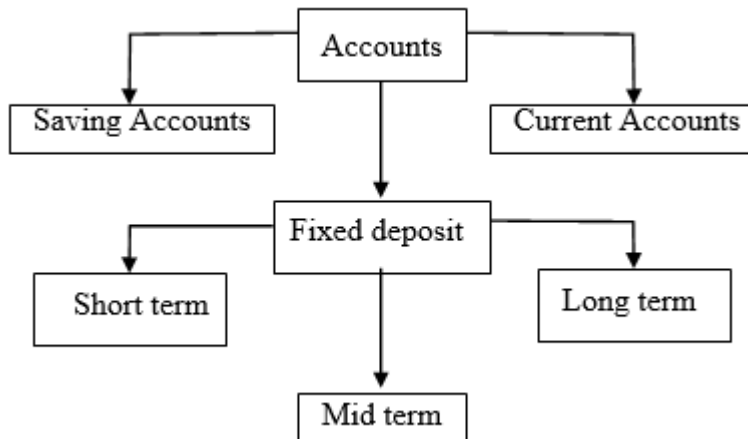 Accounts
Saving Accounts
Current Accounts
Fixed deposit
Short term
Long term
Mid term